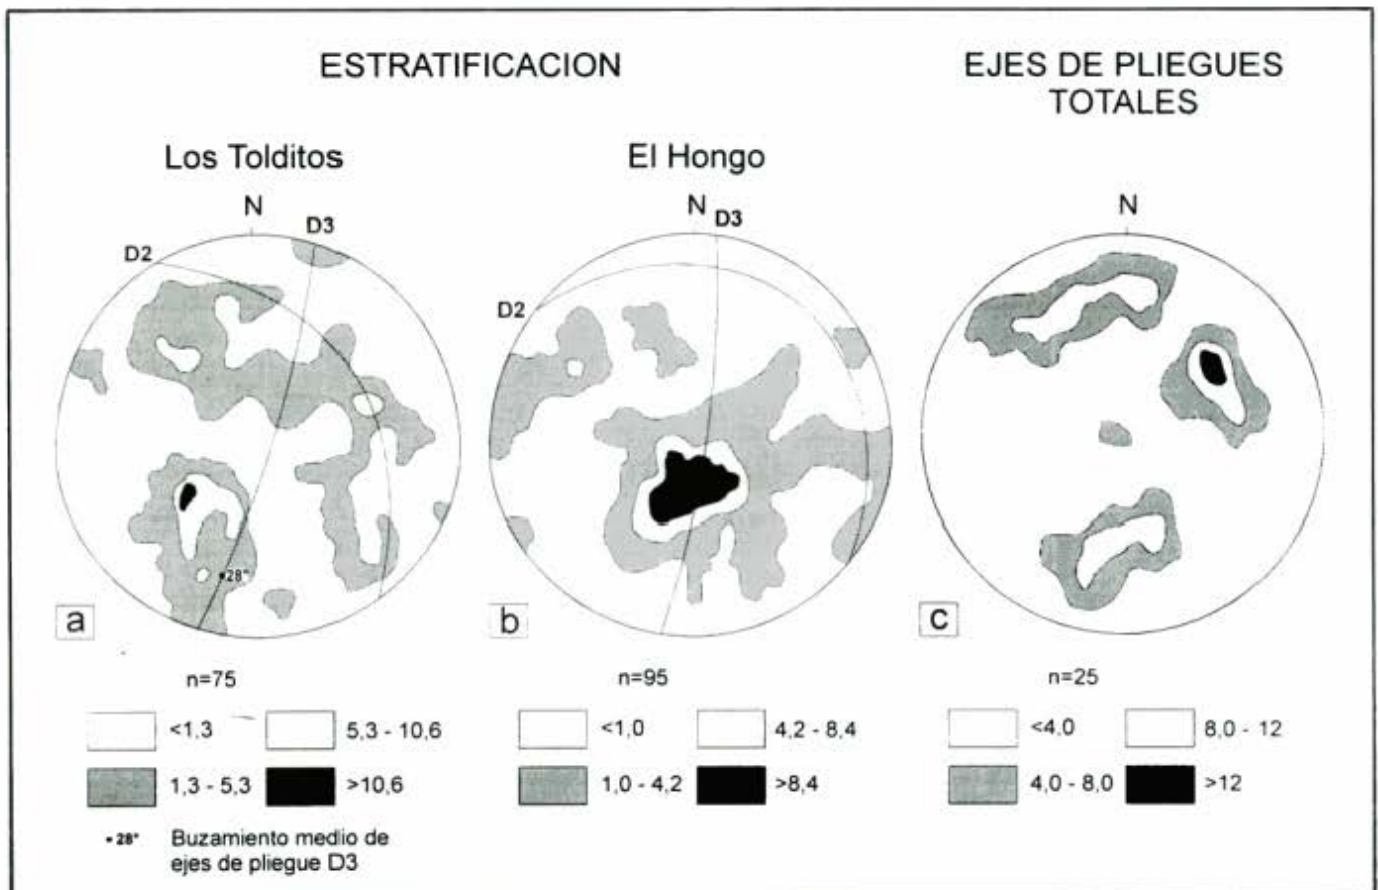 ESTRATIFICACION
EJES DE PLIEGUES
TOTALES
Los Tolditos
El Hongo
N
D3
D2
28°
a
N
D3
D2
b
N
c
n=75
<1,3
5,3 - 10,6
1,3 - 5,3
>10,6
• 28° Buzamiento medio de
ejes de pliegue D3
n=95
<1,0
4,2 - 8,4
1,0 - 4,2
>8,4
n=25
<4,0
8,0 - 12
4,0 - 8,0
>12